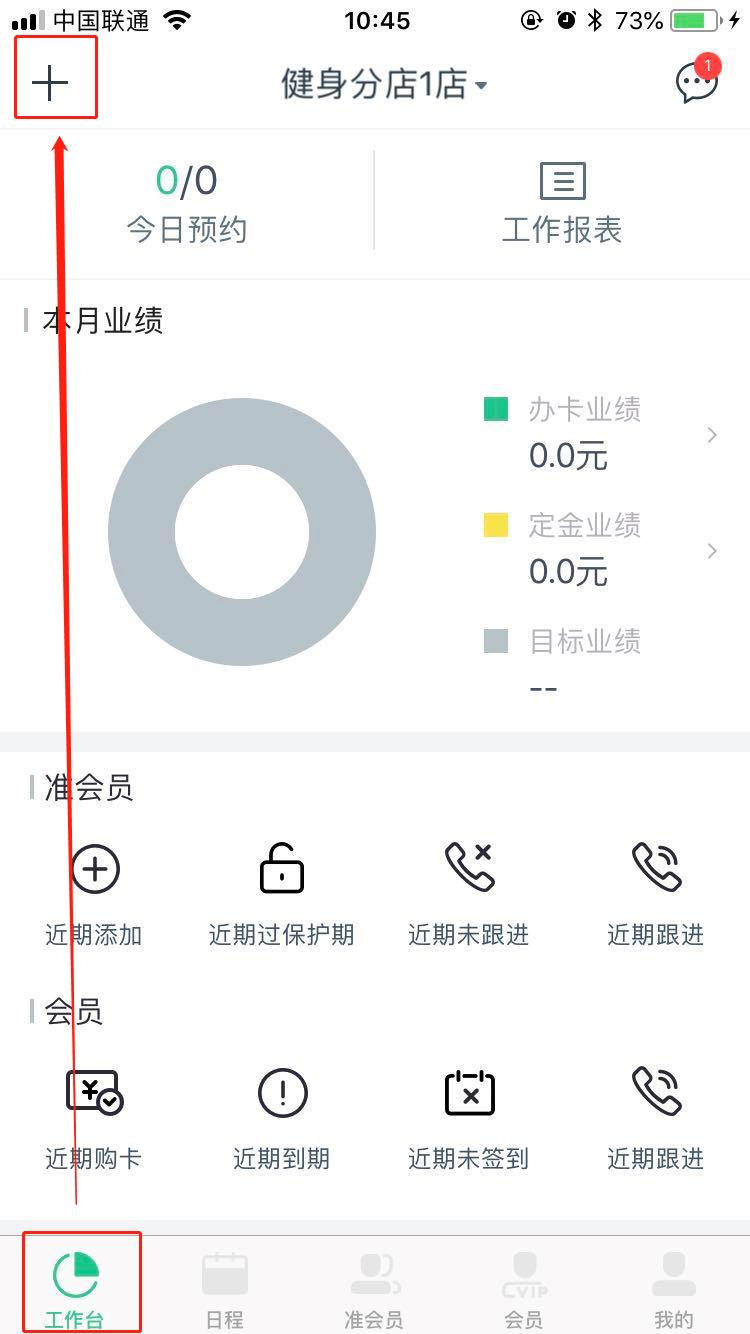 中国联通 10:45 73%
健身分店1店
1
0/0
今日预约
工作报表
本月业绩
办卡业绩
0.0元
定金业绩
0.0元
目标业绩
--
准会员
近期添加 近期过保护期 近期未跟进 近期跟进
会员
近期购卡 近期到期 近期未签到 近期跟进
VIP
工作台 日程 准会员 会员 我的